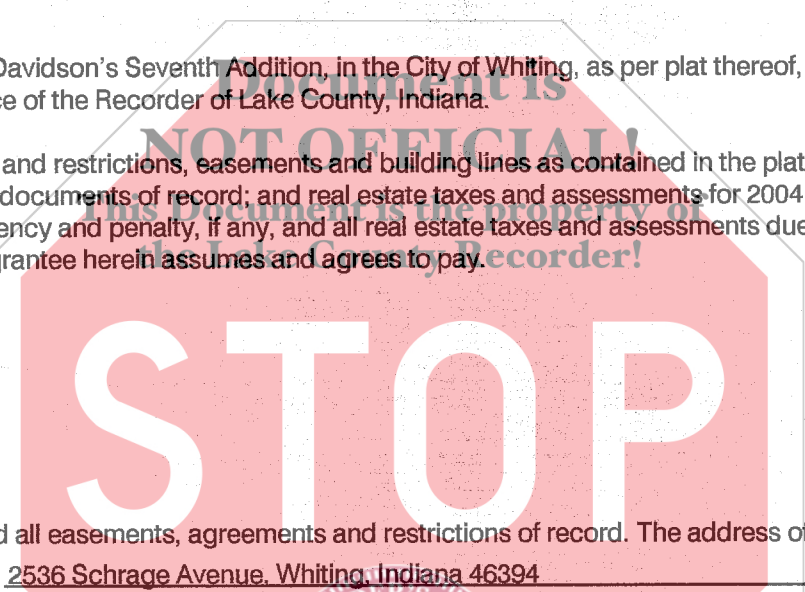 Davidson's Seventh Addition, in the City of Whiting, as per plat thereof,
Document is
ce of the Recorder of Lake County, Indiana.
NOT OFFICIAL!
and restrictions, easements and building lines as contained in the plat
documents of record; and real estate taxes and assessments for 2004
This Document is the property of
ency and penalty, if any, and all real estate taxes and assessments due
the Lake County Recorder!
grantee herein assumes and agrees to pay.
STOP
d all easements, agreements and restrictions of record. The address of
2536 Schrage Avenue, Whiting, Indiana 46394